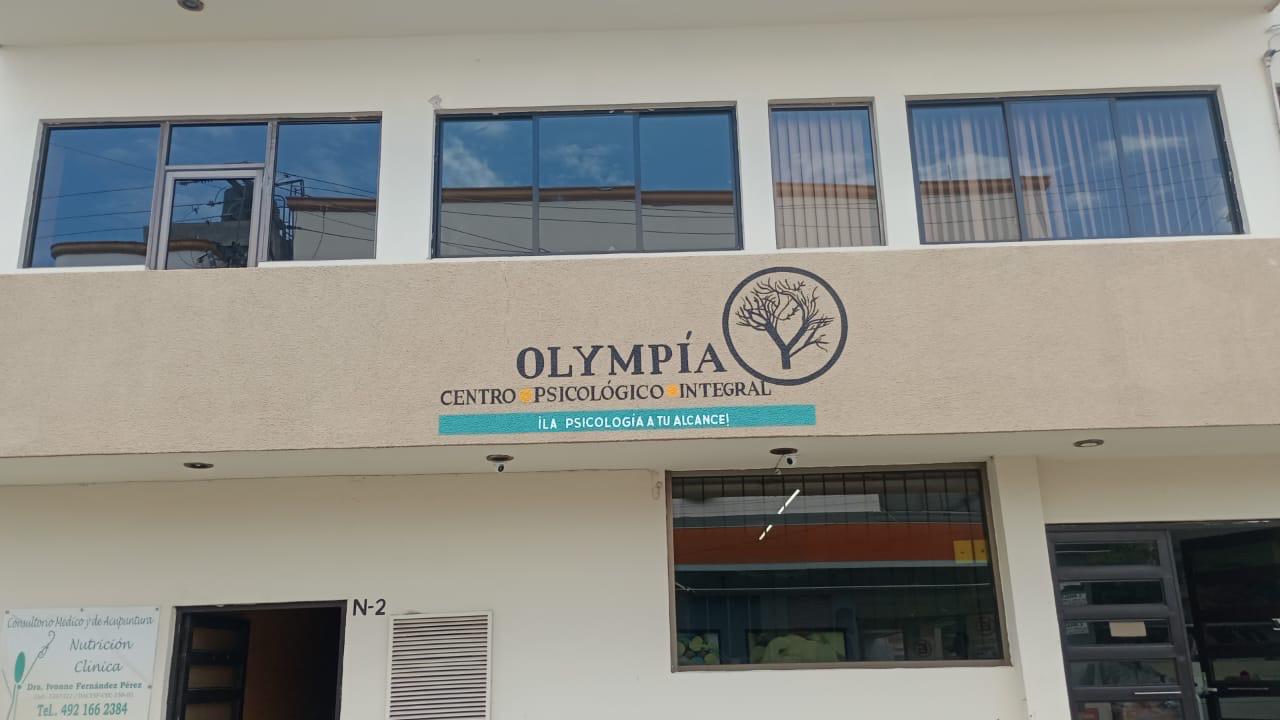 OLYMPÍA
CENTRO PSICOLÓGICO INTEGRAL
¡LA PSICOLOGÍA A TU ALCANCE!
N-2
Consultorio Médico y de Acupuntura
Nutrición
Clínica
Dra. Ivonne Fernández Pérez
Tel. 492 166 2384